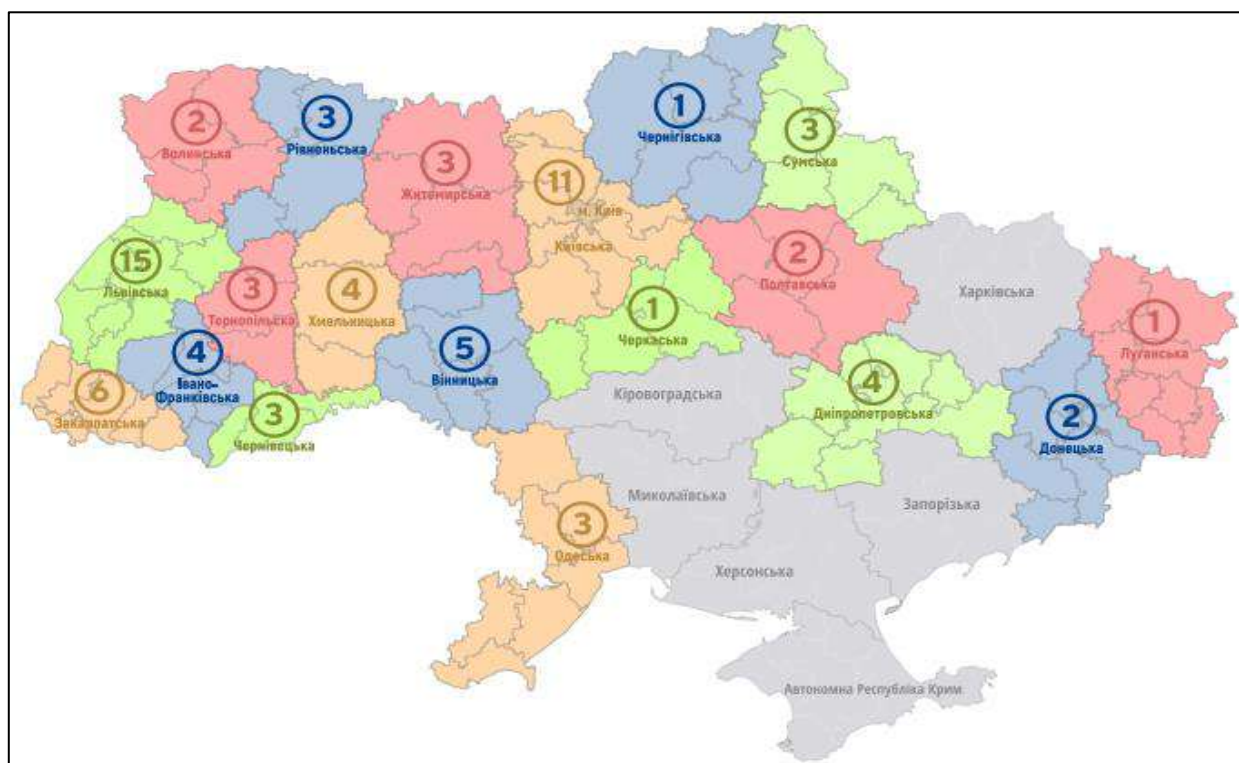 2
Волинська
3
Рівненська
3
Житомирська
11
м. Київ
Київська
1
Чернігівська
3
Сумська
15
Львівська
3
Тернопільська
4
Хмельницька
5
Вінницька
1
Черкаська
2
Полтавська
Харківська
1
Луганська
6
Закарпатська
4
Івано-
Франківська
3
Чернівецька
Кіровоградська
4
Дніпропетровська
2
Донецька
3
Одеська
Миколаївська
Запорізька
Херсонська
Автономна Республіка Крим